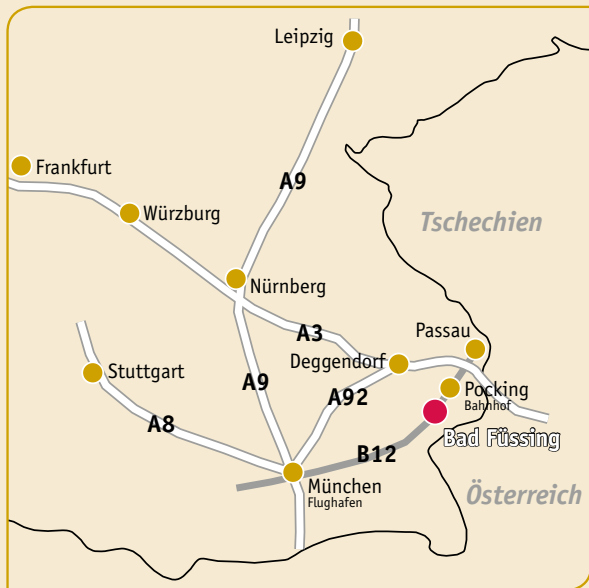 Leipzig
Frankfurt
A9
Würzburg
Tschechien
Nürnberg
Passau
A3
Deggendorf
Stuttgart
A9
A92
Pocking
Bahnhof
A8
Bad Füssing
B12
München
Flughafen
Österreich